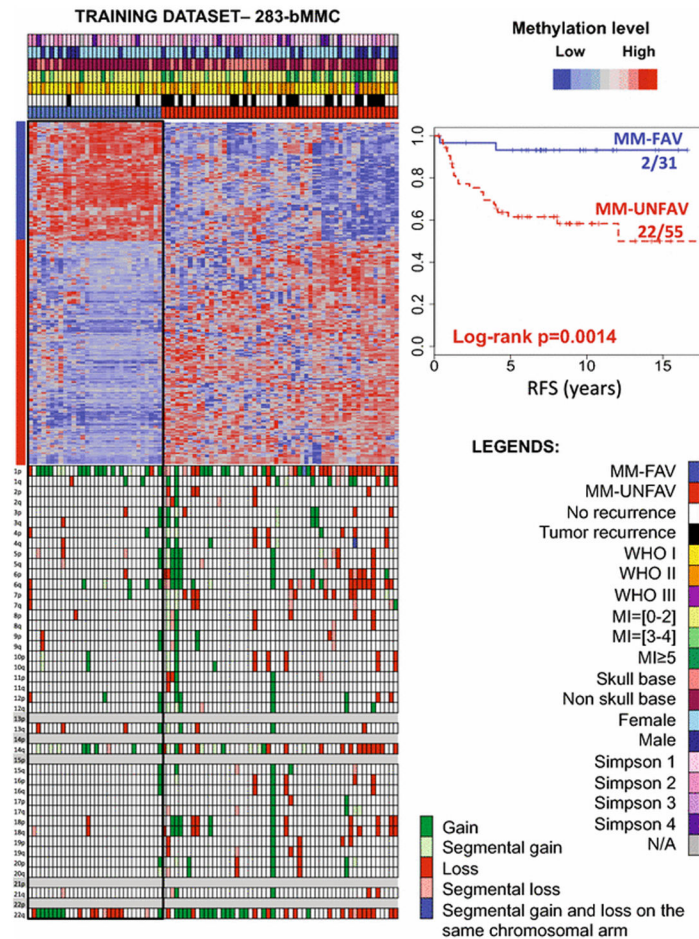 TRAINING DATASET– 283-bMMC
Methylation level
Low High
1.0
0.8
0.6
0.4
0.2
0.0
MM-FAV
2/31
MM-UNFAV
22/55
Log-rank p=0.0014
0 5 10 15
RFS (years)
1p
1q
2p
2q
3p
3q
4p
4q
5p
5q
6p
6q
7p
7q
8p
8q
9p
9q
10p
10q
11p
11q
12p
12q
13p
13q
14p
14q
15p
15q
16p
16q
17p
17q
18p
18q
19p
19q
20p
20q
21p
21q
22p
22q
LEGENDS:
MM-FAV
MM-UNFAV
No recurrence
Tumor recurrence
WHO I
WHO II
WHO III
MI=[0-2]
MI=[3-4]
MI≥5
Skull base
Non skull base
Female
Male
Simpson 1
Simpson 2
Simpson 3
Simpson 4
N/A
Gain
Segmental gain
Loss
Segmental loss
Segmental gain and loss on the
same chromosomal arm